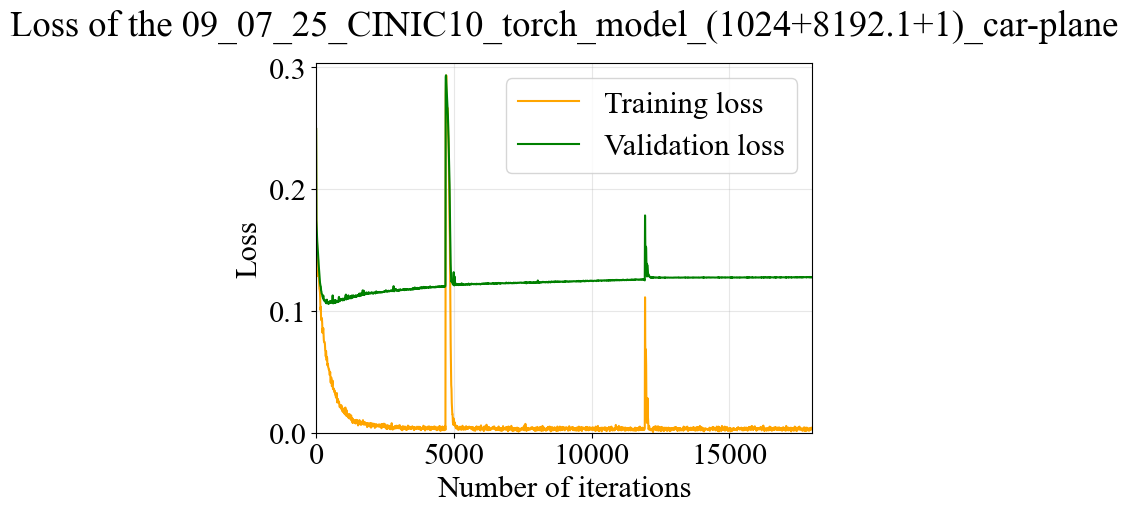 Loss of the 09_07_25_CINIC10_torch_model_(1024+8192.1+1)_car-plane
0.3
Training loss
Validation loss
0.2
Loss
0.1
0.0
0 5000 10000 15000
Number of iterations